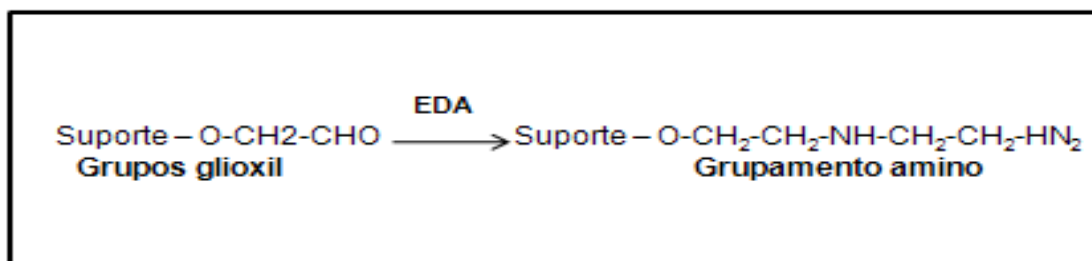 EDA
Suporte – O-CH2-CHO ⟶ Suporte – O-CH₂-CH₂-NH-CH₂-CH₂-HN₂
Grupos glioxil Grupamento amino